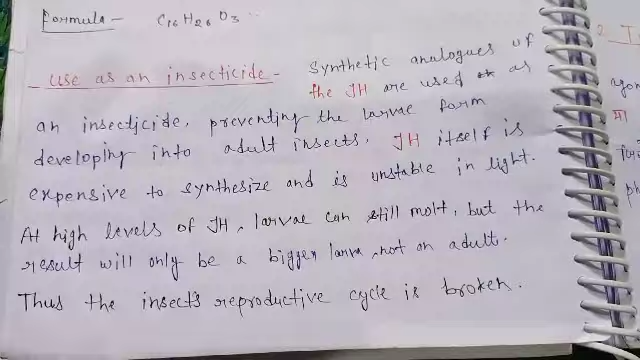 Formula - C16H26O3
Use as an insecticide - Synthetic analogues of
the JH are used as
an insecticide, preventing the larvae form
developing into adult insects. JH itself is
expensive to synthesize and is unstable in light.
At high levels of JH, larvae can still molt, but the
result will only be a bigger larva, not an adult.
Thus the insect's reproductive cycle is broken.
2.
मा
ph